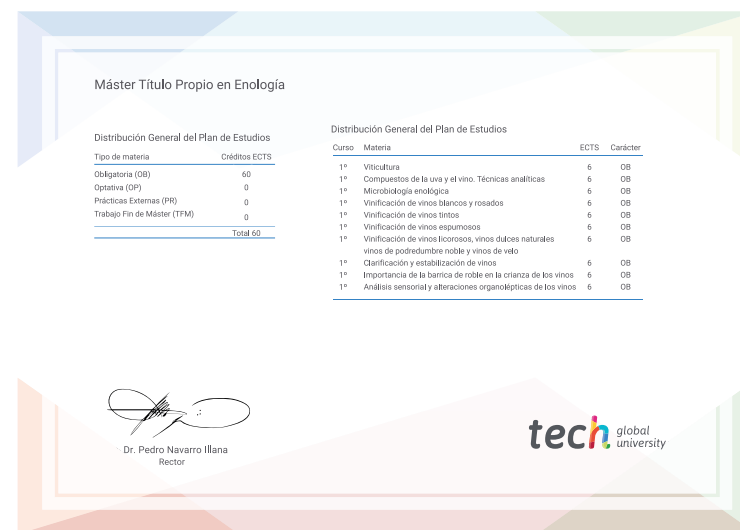 Máster Título Propio en Enología
Distribución General del Plan de Estudios
Tipo de materia Créditos ECTS
Obligatoria (OB) 60
Optativa (OP) 0
Prácticas Externas (PR) 0
Trabajo Fin de Máster (TFM) 0
Total 60
Distribución General del Plan de Estudios
Curso Materia ECTS Carácter
1º Viticultura 6 OB
1º Compuestos de la uva y el vino. Técnicas analíticas 6 OB
1º Microbiología enológica 6 OB
1º Vinificación de vinos blancos y rosados 6 OB
1º Vinificación de vinos tintos 6 OB
1º Vinificación de vinos espumosos 6 OB
1º Vinificación de vinos licorosos, vinos dulces naturales 6 OB
vinos de podredumbre noble y vinos de velo
1º Clarificación y estabilización de vinos 6 OB
1º Importancia de la barrica de roble en la crianza de los vinos 6 OB
1º Análisis sensorial y alteraciones organolépticas de los vinos 6 OB
Dr. Pedro Navarro Illana
Rector
tech global
university